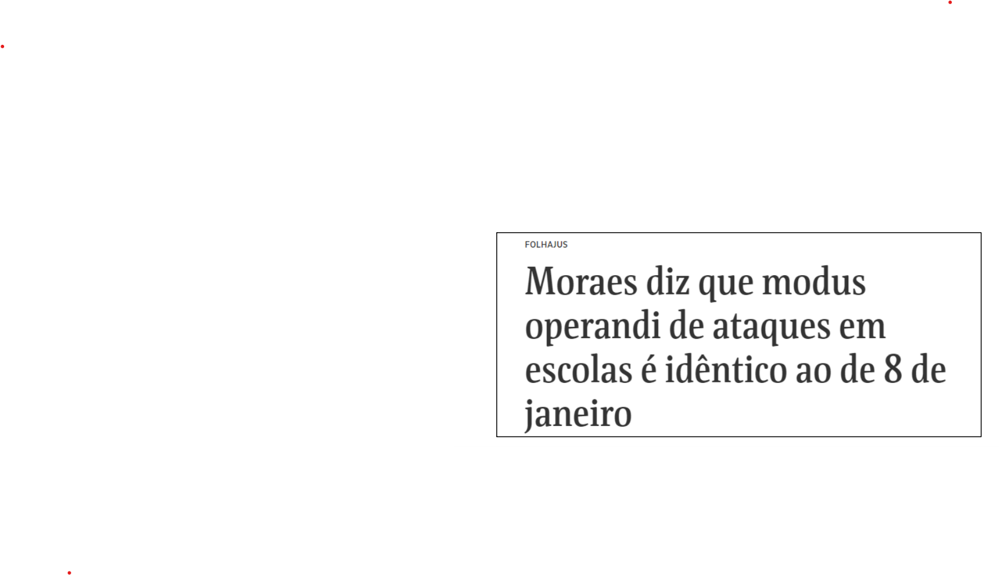 FOLHAJUS
Moraes diz que modus
operandi de ataques em
escolas é idêntico ao de 8 de
janeiro